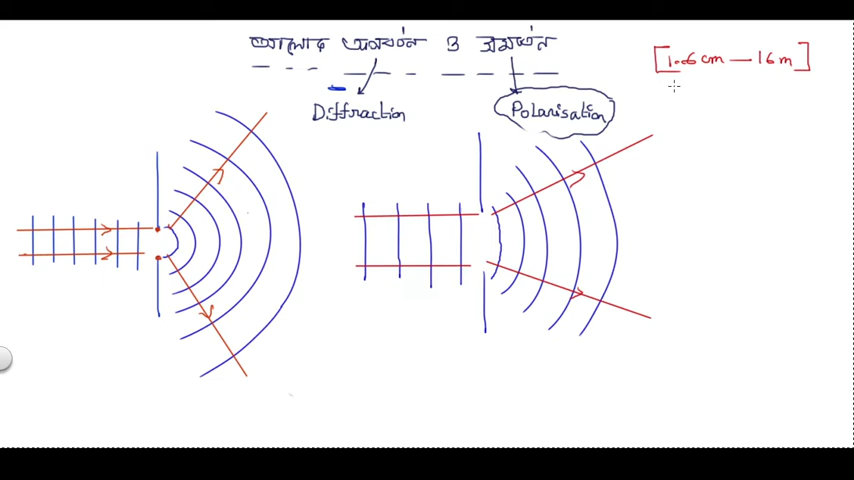 আলোর অপবর্তন ও সমবর্তন
Diffraction
Polarisation
[1.6 cm — 16 m]